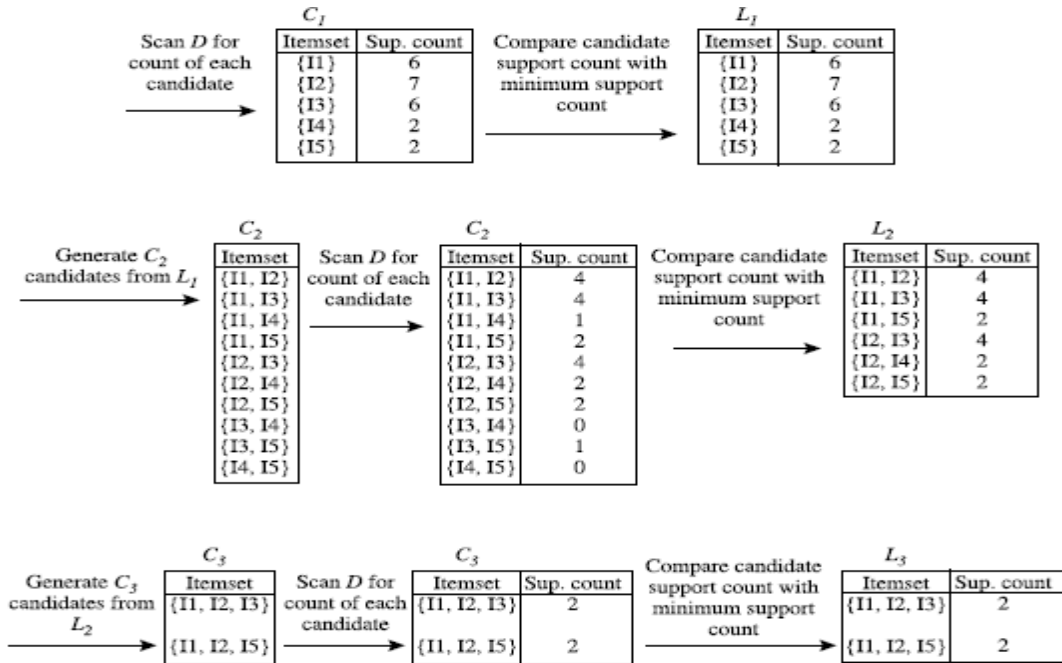 C1
L1
Scan D for
count of each
candidate
Itemset Sup. count
{I1} 6
{I2} 7
{I3} 6
{I4} 2
{I5} 2
Compare candidate
support count with
minimum support
count
Itemset Sup. count
{I1} 6
{I2} 7
{I3} 6
{I4} 2
{I5} 2
Generate C2
candidates from L1
C2
Itemset
{I1, I2}
{I1, I3}
{I1, I4}
{I1, I5}
{I2, I3}
{I2, I4}
{I2, I5}
{I3, I4}
{I3, I5}
{I4, I5}
Scan D for
count of each
candidate
C2
Itemset Sup. count
{I1, I2} 4
{I1, I3} 4
{I1, I4} 1
{I1, I5} 2
{I2, I3} 4
{I2, I4} 2
{I2, I5} 2
{I3, I4} 0
{I3, I5} 1
{I4, I5} 0
Compare candidate
support count with
minimum support
count
L2
Itemset Sup. count
{I1, I2} 4
{I1, I3} 4
{I1, I5} 2
{I2, I3} 4
{I2, I4} 2
{I2, I5} 2
Generate C3
candidates from
L2
C3
Itemset
{I1, I2, I3}
{I1, I2, I5}
Scan D for
count of each
candidate
C3
Itemset Sup. count
{I1, I2, I3} 2
{I1, I2, I5} 2
Compare candidate
support count with
minimum support
count
L3
Itemset Sup. count
{I1, I2, I3} 2
{I1, I2, I5} 2